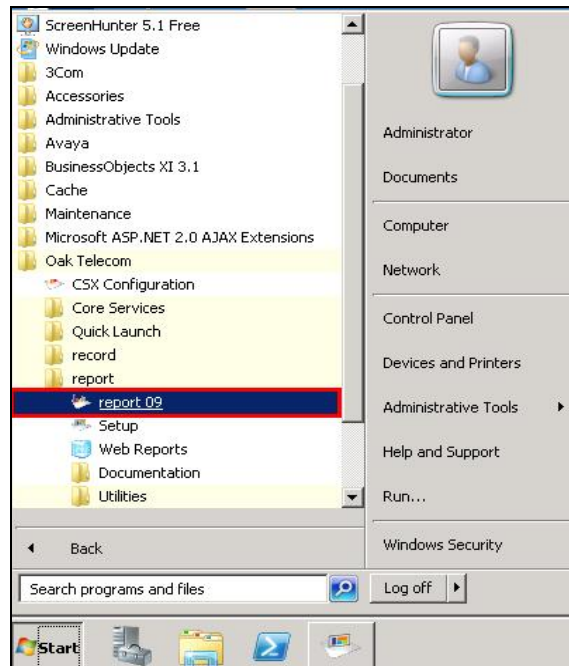 ScreenHunter 5.1 Free
Windows Update
3Com
Accessories
Administrative Tools
Avaya
BusinessObjects XI 3.1
Cache
Maintenance
Microsoft ASP.NET 2.0 AJAX Extensions
Oak Telecom
CSX Configuration
Core Services
Quick Launch
record
report
report 09
Setup
Web Reports
Documentation
Utilities
Back
Search programs and files
Administrator
Documents
Computer
Network
Control Panel
Devices and Printers
Administrative Tools
Help and Support
Run...
Windows Security
Log off
Start